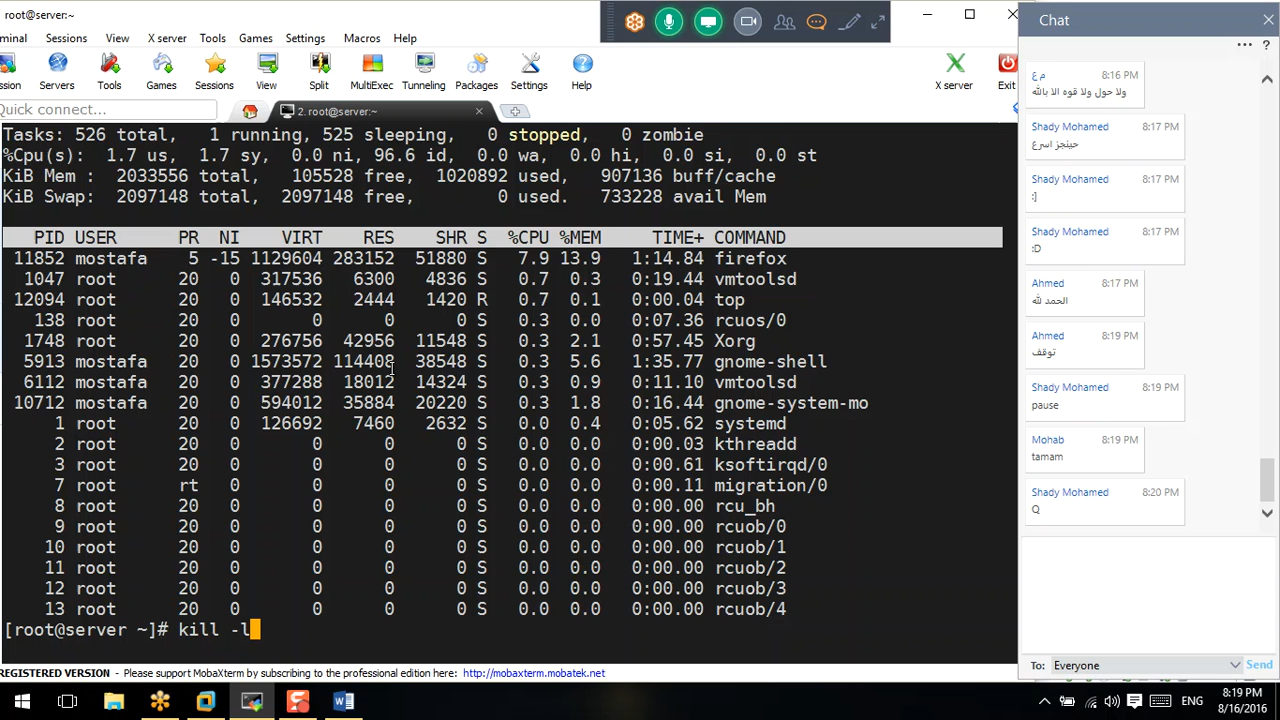 root@server:~
minal Sessions View X server Tools Games Settings Macros Help
sion Servers Tools Games Sessions View Split MultiExec Tunneling Packages Settings Help X server Exit
Quick connect...
2. root@server:~
Tasks: 526 total, 1 running, 525 sleeping, 0 stopped, 0 zombie
%Cpu(s): 1.7 us, 1.7 sy, 0.0 ni, 96.6 id, 0.0 wa, 0.0 hi, 0.0 si, 0.0 st
KiB Mem : 2033556 total, 105528 free, 1020892 used, 907136 buff/cache
KiB Swap: 2097148 total, 2097148 free, 0 used. 733228 avail Mem
PID USER PR NI VIRT RES SHR S %CPU %MEM TIME+ COMMAND
11852 mostafa 5 -15 1129604 283152 51880 S 7.9 13.9 1:14.84 firefox
1047 root 20 0 317536 6300 4836 S 0.7 0.3 0:19.44 vmtoolsd
12094 root 20 0 146532 2444 1420 R 0.7 0.1 0:00.04 top
138 root 20 0 0 0 0 S 0.3 0.0 0:07.36 rcuos/0
1748 root 20 0 276756 42956 11548 S 0.3 2.1 0:57.45 Xorg
5913 mostafa 20 0 1573572 114408 38548 S 0.3 5.6 1:35.77 gnome-shell
6112 mostafa 20 0 377288 18012 14324 S 0.3 0.9 0:11.10 vmtoolsd
10712 mostafa 20 0 594012 35884 20220 S 0.3 1.8 0:16.44 gnome-system-mo
1 root 20 0 126692 7460 2632 S 0.0 0.4 0:05.62 systemd
2 root 20 0 0 0 0 S 0.0 0.0 0:00.03 kthreadd
3 root 20 0 0 0 0 S 0.0 0.0 0:00.61 ksoftirqd/0
7 root rt 0 0 0 0 S 0.0 0.0 0:00.11 migration/0
8 root 20 0 0 0 0 S 0.0 0.0 0:00.00 rcu_bh
9 root 20 0 0 0 0 S 0.0 0.0 0:00.00 rcuob/0
10 root 20 0 0 0 0 S 0.0 0.0 0:00.00 rcuob/1
11 root 20 0 0 0 0 S 0.0 0.0 0:00.00 rcuob/2
12 root 20 0 0 0 0 S 0.0 0.0 0:00.00 rcuob/3
13 root 20 0 0 0 0 S 0.0 0.0 0:00.00 rcuob/4
[root@server ~]# kill -l
REGISTERED VERSION - Please support MobaXterm by subscribing to the professional edition here: http://mobaxterm.mobatek.net
Chat
... ?
م ع 8:16 PM
ولا حول ولا قوه الا بالله
Shady Mohamed 8:17 PM
حينجز اسرع
Shady Mohamed 8:17 PM
:]
Shady Mohamed 8:17 PM
:D
Ahmed 8:17 PM
الحمد لله
Ahmed 8:19 PM
توقف
Shady Mohamed 8:19 PM
pause
Mohab 8:19 PM
tamam
Shady Mohamed 8:20 PM
Q
To: Everyone Send
ENG
8:19 PM
8/16/2016